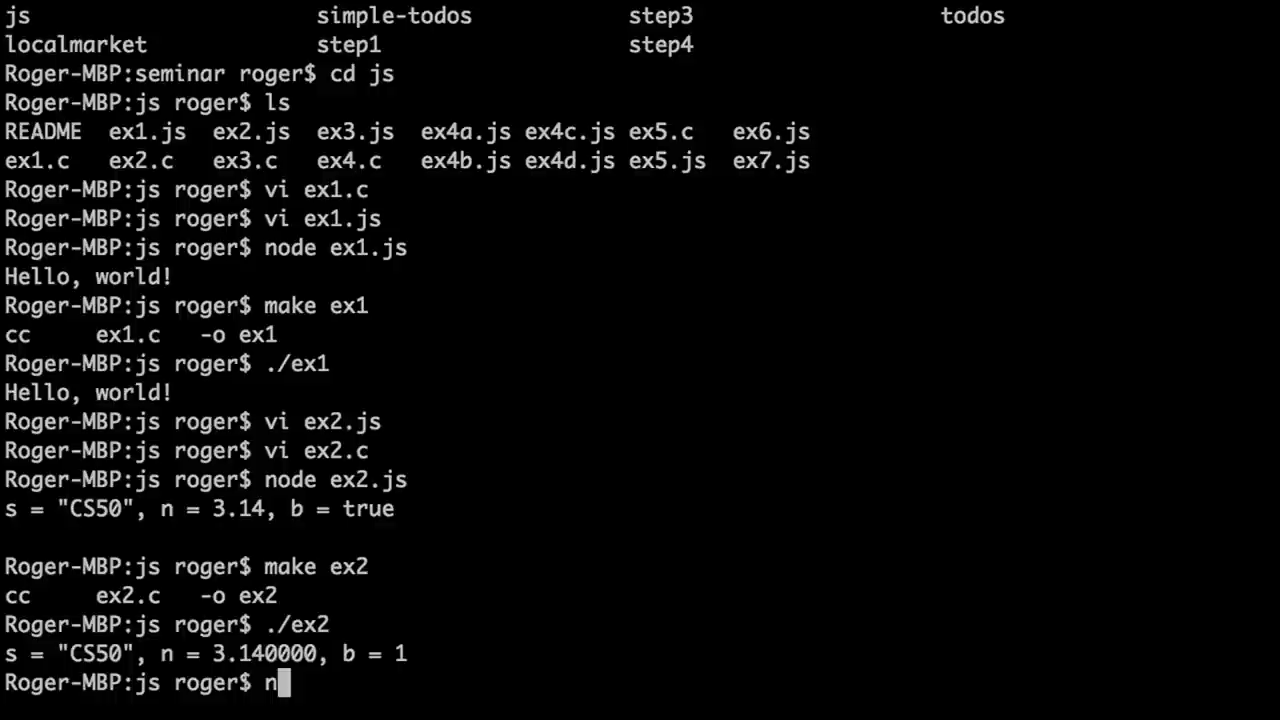 js simple-todos step3 todos
localmarket step1 step4
Roger-MBP:seminar roger$ cd js
Roger-MBP:js roger$ ls
README ex1.js ex2.js ex3.js ex4a.js ex4c.js ex5.c ex6.js
ex1.c ex2.c ex3.c ex4.c ex4b.js ex4d.js ex5.js ex7.js
Roger-MBP:js roger$ vi ex1.c
Roger-MBP:js roger$ vi ex1.js
Roger-MBP:js roger$ node ex1.js
Hello, world!
Roger-MBP:js roger$ make ex1
cc ex1.c -o ex1
Roger-MBP:js roger$ ./ex1
Hello, world!
Roger-MBP:js roger$ vi ex2.js
Roger-MBP:js roger$ vi ex2.c
Roger-MBP:js roger$ node ex2.js
s = "CS50", n = 3.14, b = true
Roger-MBP:js roger$ make ex2
cc ex2.c -o ex2
Roger-MBP:js roger$ ./ex2
s = "CS50", n = 3.140000, b = 1
Roger-MBP:js roger$ n